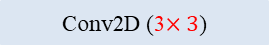 Conv2D (3× 3)